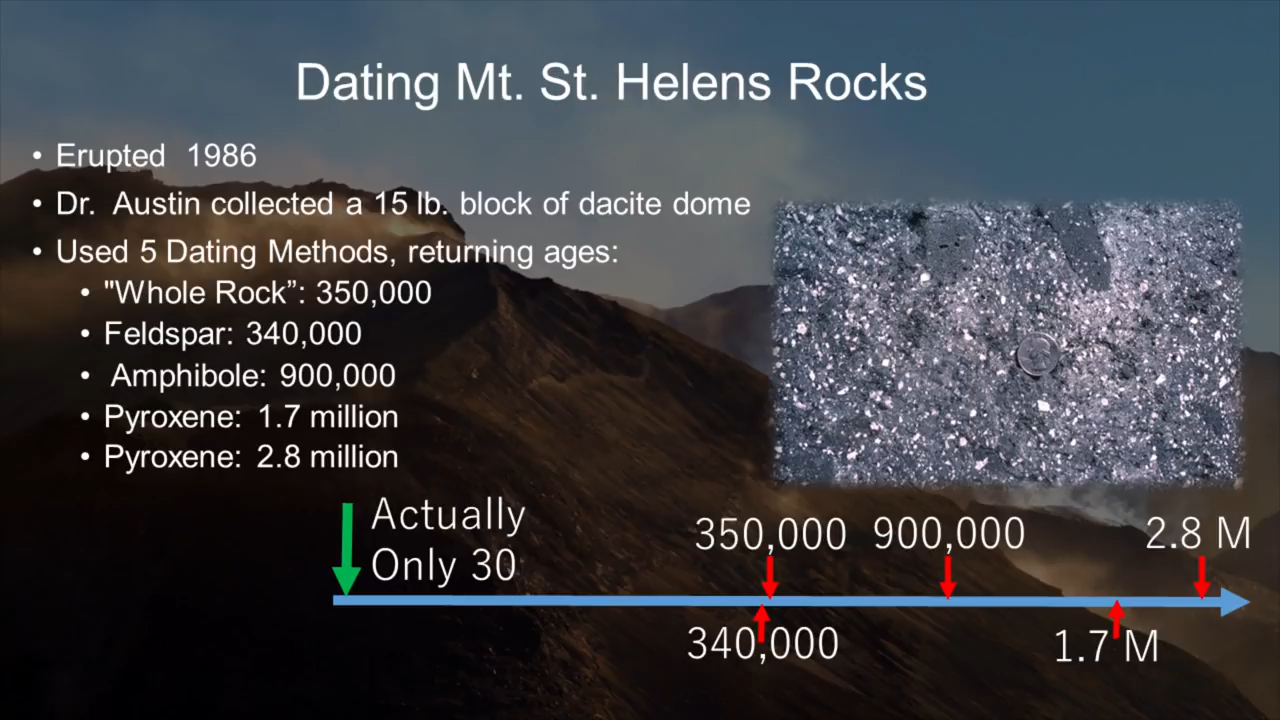 Dating Mt. St. Helens Rocks
• Erupted 1986
• Dr. Austin collected a 15 lb. block of dacite dome
• Used 5 Dating Methods, returning ages:
• "Whole Rock”: 350,000
• Feldspar: 340,000
• Amphibole: 900,000
• Pyroxene: 1.7 million
• Pyroxene: 2.8 million
Actually
Only 30
350,000 900,000 2.8 M
340,000 1.7 M